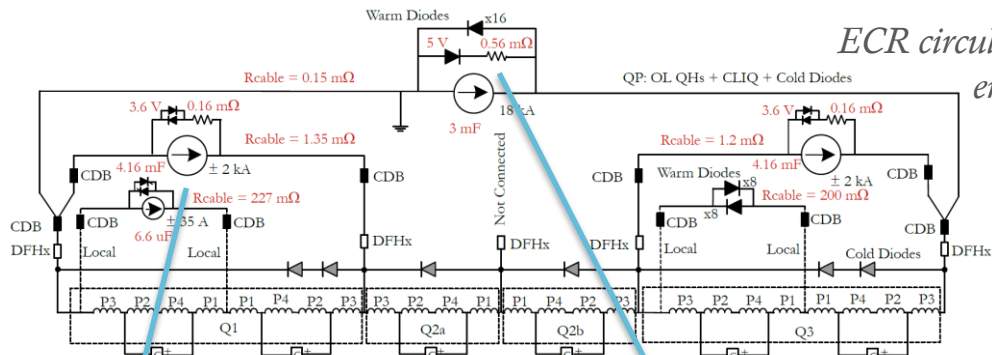 Warm Diodes
x16
ECR circui
5 V
0.56 mΩ
Rcable = 0.15 mΩ
QP: OL QHs + CLIQ + Cold Diodes
en
18 kA
3 mF
3.6 V
0.16 mΩ
Rcable = 1.35 mΩ
4.16 mF
± 2 kA
CDB
CDB
Rcable = 227 mΩ
± 35 A
6.6 uF
CDB
CDB
CDB
DFHx
Local
Local
DFHx
Not Connected
DFHx
3.6 V
0.16 mΩ
Rcable = 1.2 mΩ
4.16 mF
± 2 kA
CDB
CDB
Warm Diodes
x8
x8
Rcable = 200 mΩ
CDB
CDB
CDB
DFHx
Local
Local
DFHx
Cold Diodes
P3 P2 P4 P1 P1 P4 P2 P3 P3 P2 P4 P1 P1 P4 P2 P3 P3 P2 P4 P1 P1 P4 P2 P3
Q1
Q2a
Q2b
Q3